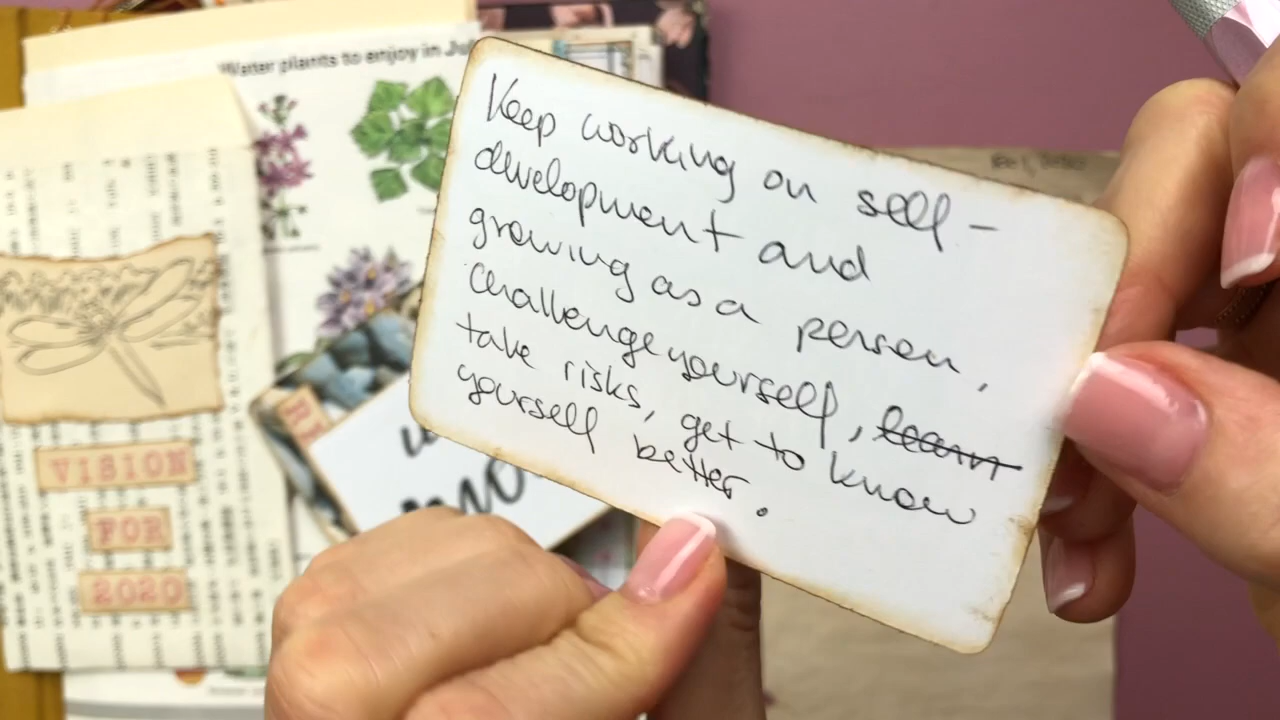 Water plants to enjoy in Jul
Keep working on self-
development and
growing as a person.
Challenge yourself, learn
take risks, get to know
yourself better.
VISION
FOR
2020